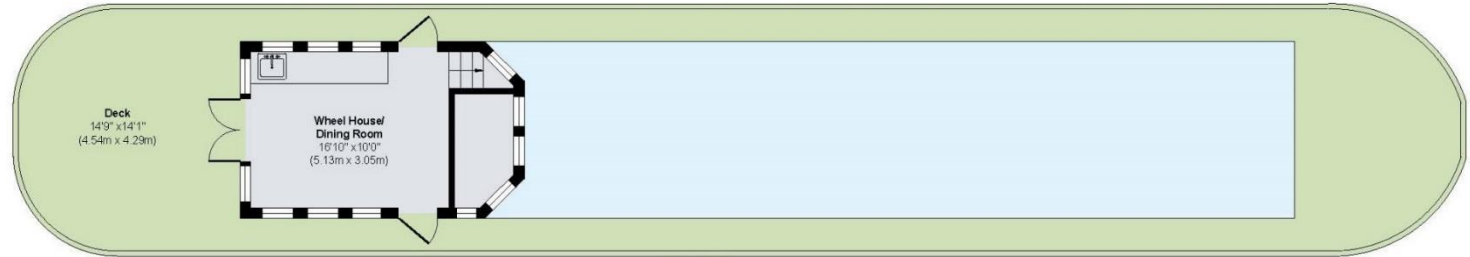 Deck
14'9" x14'1"
(4.54m x 4.29m)
Wheel House/
Dining Room
16'10" x10'0"
(5.13m x 3.05m)